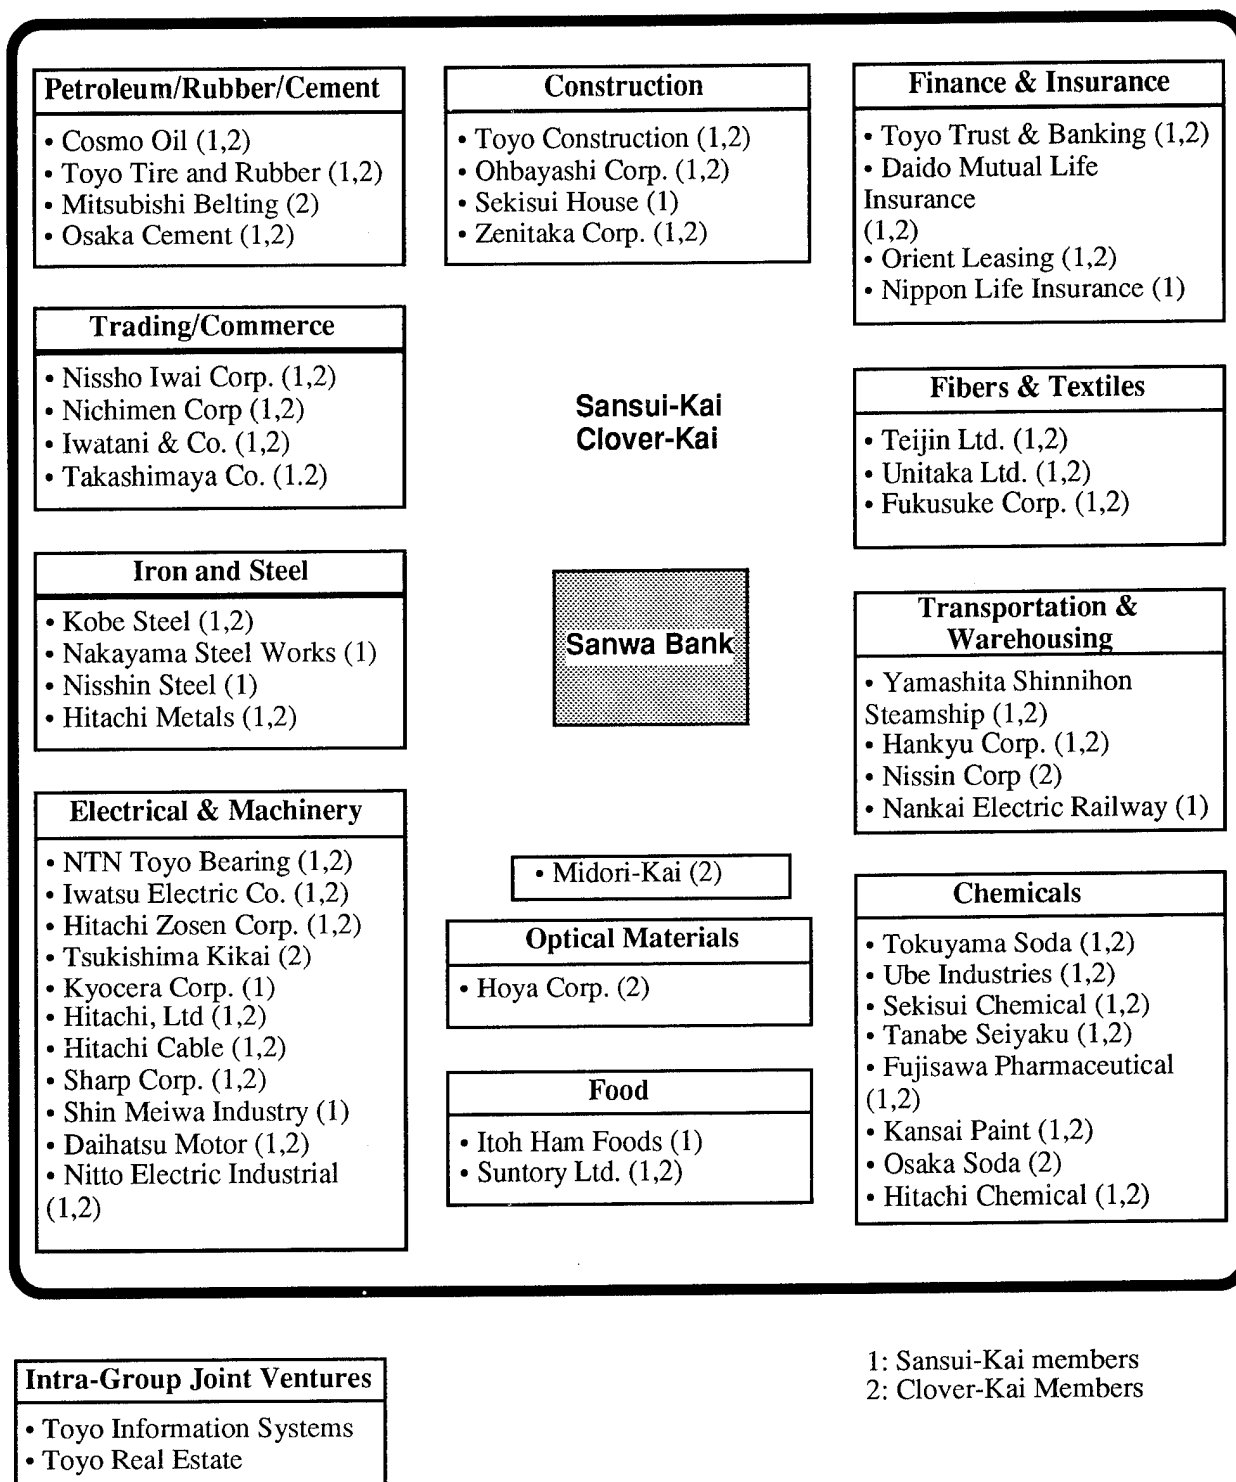 Petroleum/Rubber/Cement
• Cosmo Oil (1,2)
• Toyo Tire and Rubber (1,2)
• Mitsubishi Belting (2)
• Osaka Cement (1,2)
Construction
• Toyo Construction (1,2)
• Ohbayashi Corp. (1,2)
• Sekisui House (1)
• Zenitaka Corp. (1,2)
Finance & Insurance
• Toyo Trust & Banking (1,2)
• Daido Mutual Life
Insurance
(1,2)
• Orient Leasing (1,2)
• Nippon Life Insurance (1)
Trading/Commerce
• Nissho Iwai Corp. (1,2)
• Nichimen Corp (1,2)
• Iwatani & Co. (1,2)
• Takashimaya Co. (1.2)
Sansui-Kai
Clover-Kai
Fibers & Textiles
• Teijin Ltd. (1,2)
• Unitaka Ltd. (1,2)
• Fukusuke Corp. (1,2)
Iron and Steel
• Kobe Steel (1,2)
• Nakayama Steel Works (1)
• Nisshin Steel (1)
• Hitachi Metals (1,2)
Sanwa Bank
Transportation &
Warehousing
• Yamashita Shinnihon
Steamship (1,2)
• Hankyu Corp. (1,2)
• Nissin Corp (2)
• Nankai Electric Railway (1)
Electrical & Machinery
• NTN Toyo Bearing (1,2)
• Iwatsu Electric Co. (1,2)
• Hitachi Zosen Corp. (1,2)
• Tsukishima Kikai (2)
• Kyocera Corp. (1)
• Hitachi, Ltd (1,2)
• Hitachi Cable (1,2)
• Sharp Corp. (1,2)
• Shin Meiwa Industry (1)
• Daihatsu Motor (1,2)
• Nitto Electric Industrial
(1,2)
• Midori-Kai (2)
Optical Materials
• Hoya Corp. (2)
Food
• Itoh Ham Foods (1)
• Suntory Ltd. (1,2)
Chemicals
• Tokuyama Soda (1,2)
• Ube Industries (1,2)
• Sekisui Chemical (1,2)
• Tanabe Seiyaku (1,2)
• Fujisawa Pharmaceutical
(1,2)
• Kansai Paint (1,2)
• Osaka Soda (2)
• Hitachi Chemical (1,2)
Intra-Group Joint Ventures
• Toyo Information Systems
• Toyo Real Estate
1: Sansui-Kai members
2: Clover-Kai Members